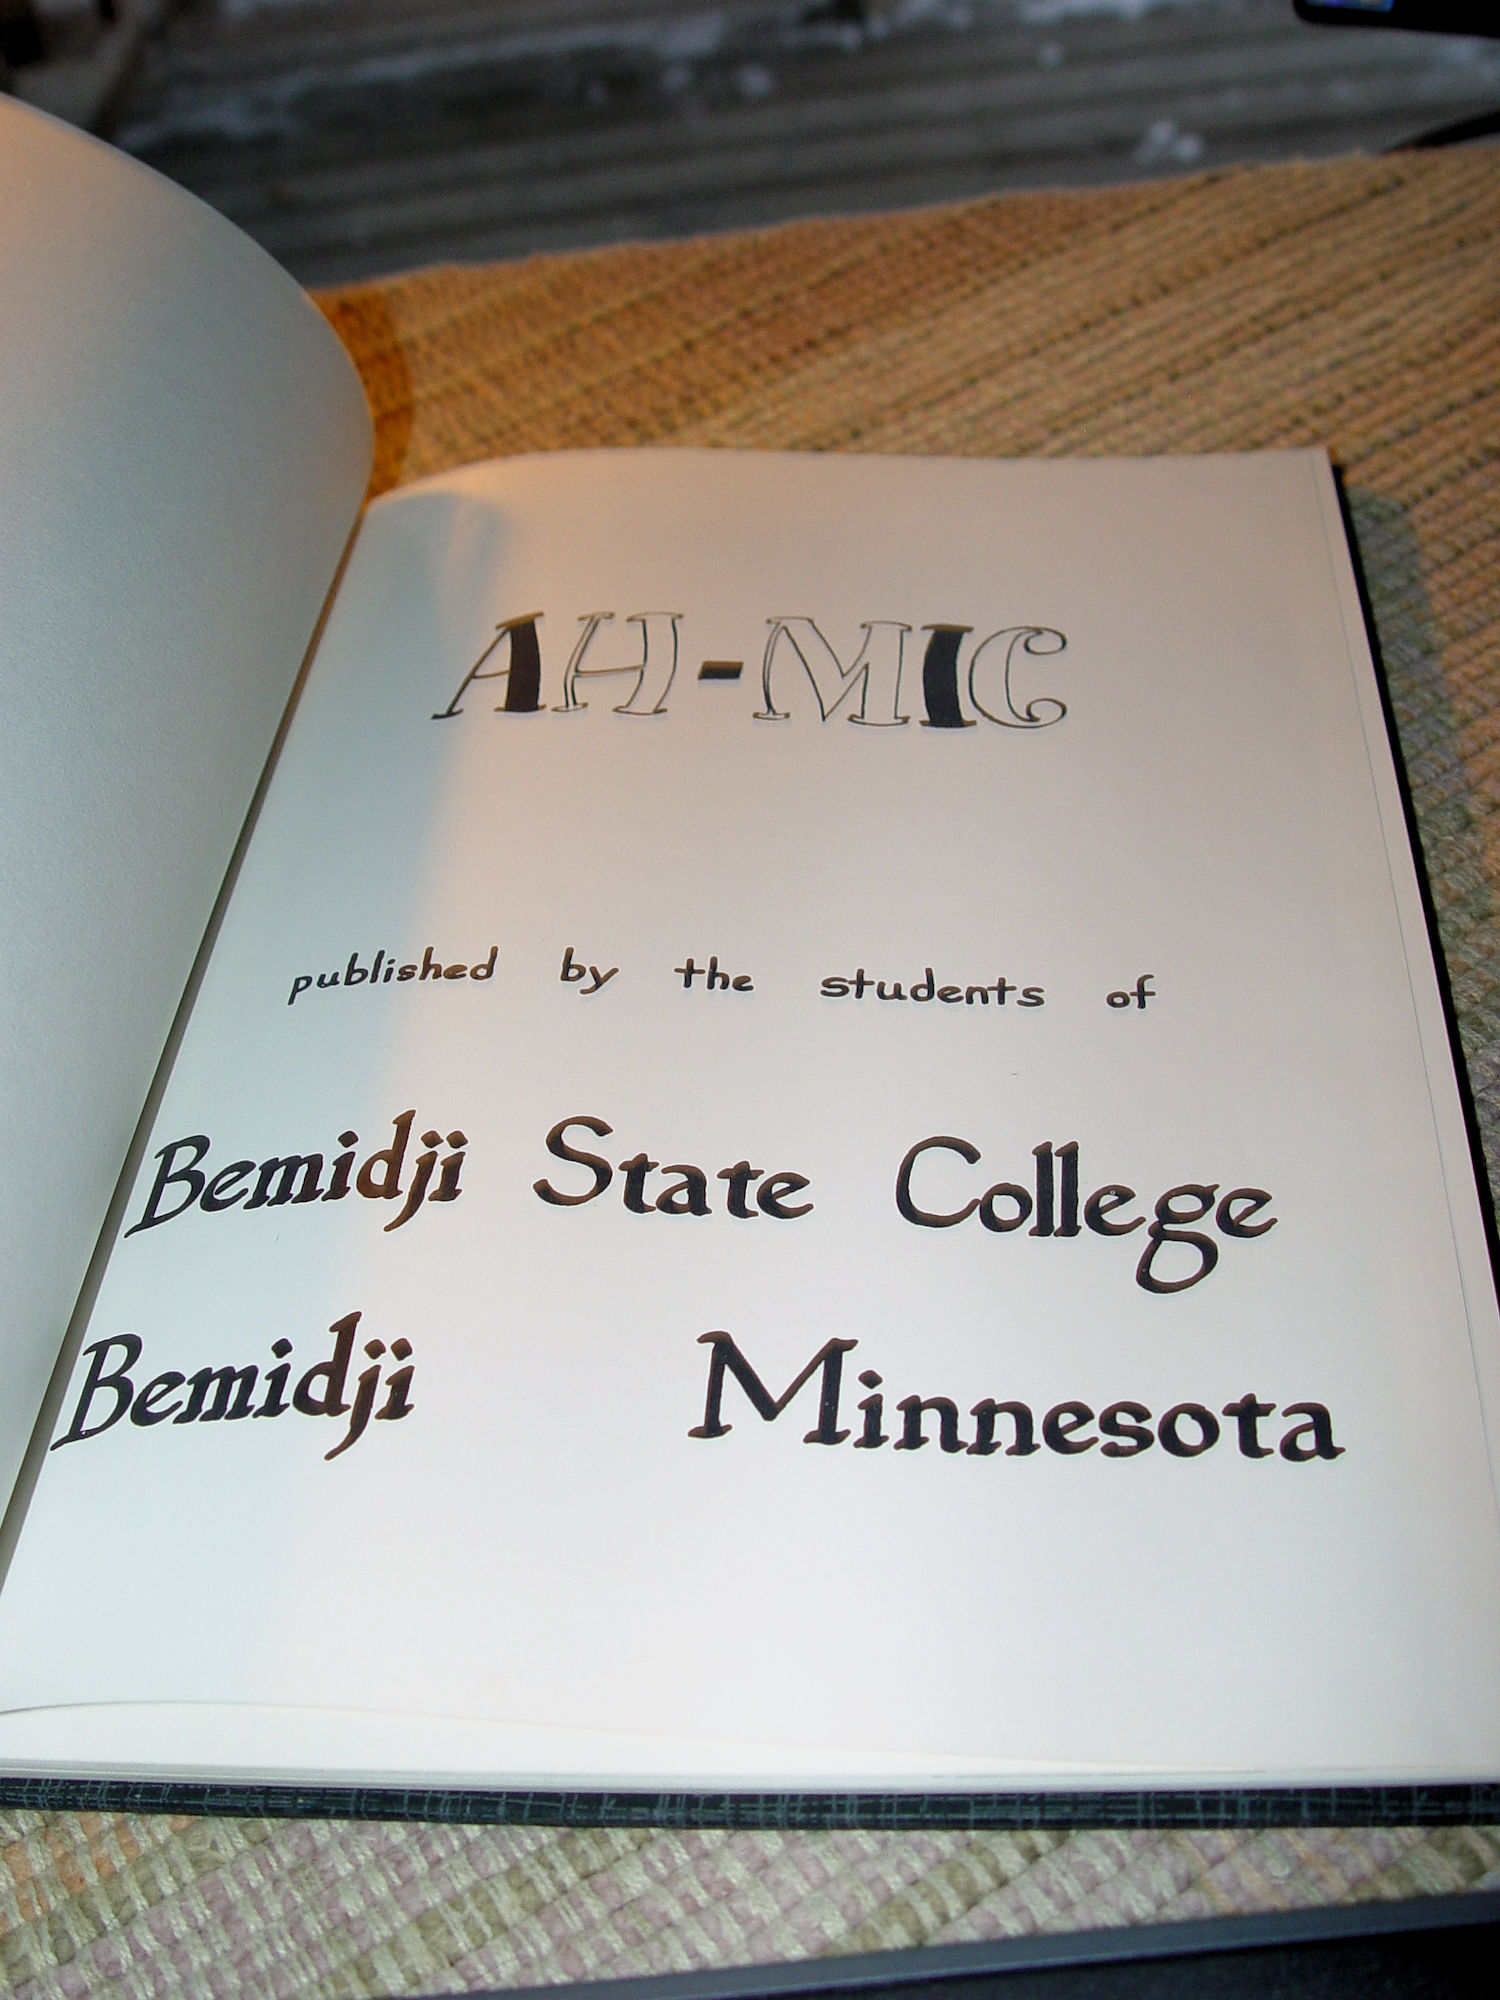 AH-MIC
published by the students of
Bemidji State College
Bemidji Minnesota